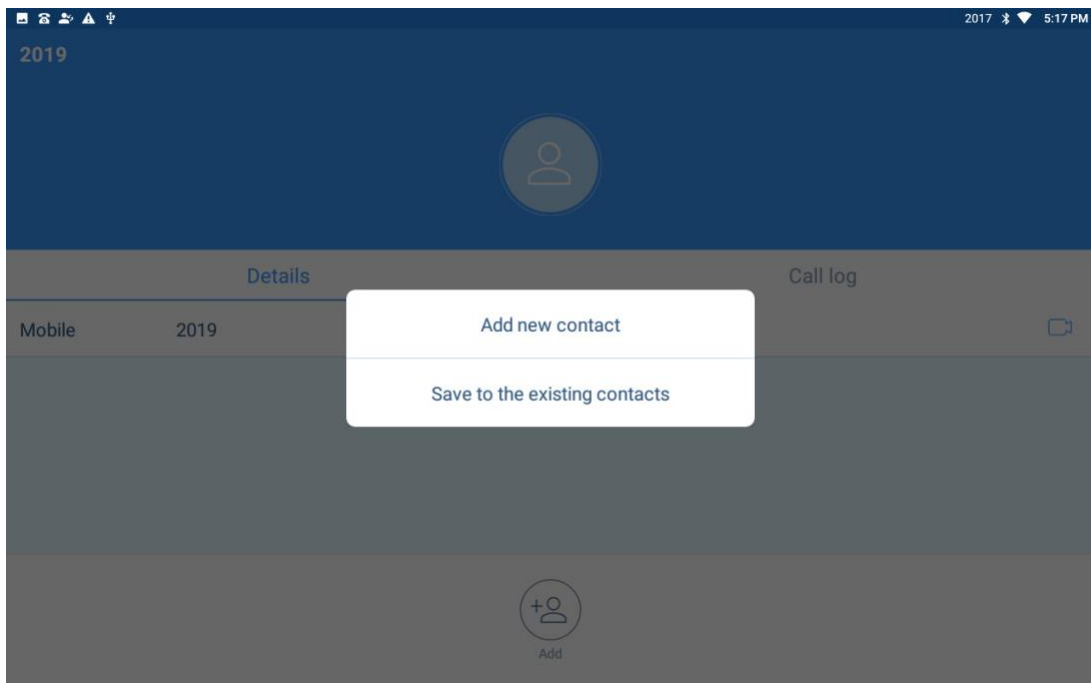 2017 5:17 PM
2019
Details Call log
Mobile 2019
Add new contact
Save to the existing contacts
Add